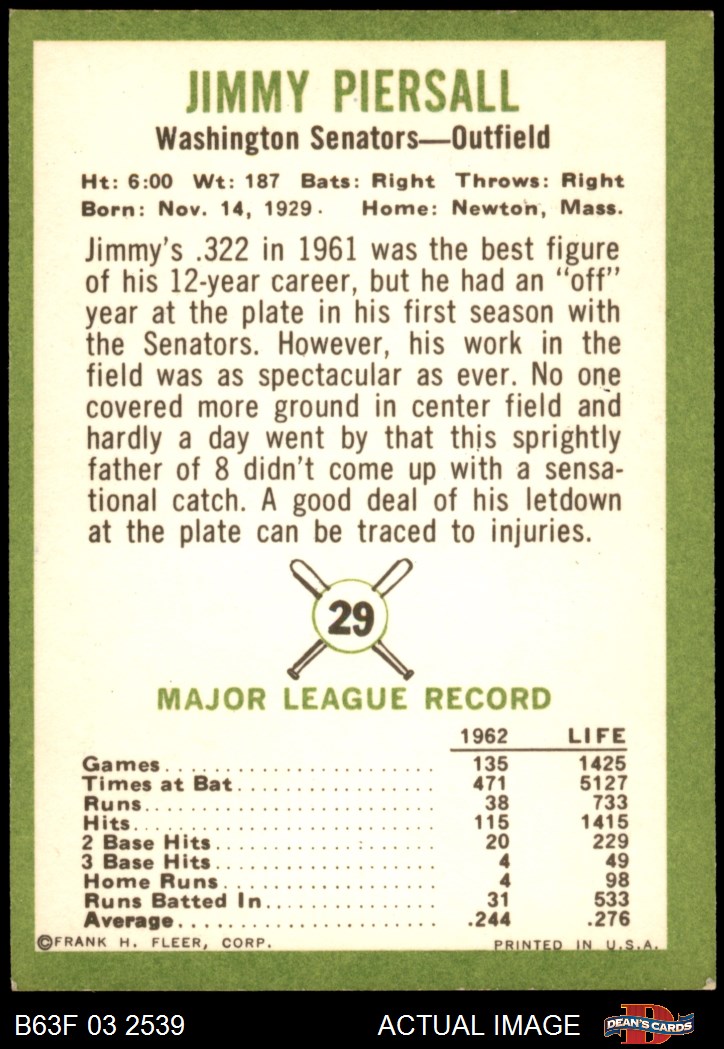 JIMMY PIERSALL
Washington Senators—Outfield
Ht: 6:00 Wt: 187 Bats: Right Throws: Right
Born: Nov. 14, 1929. Home: Newton, Mass.
Jimmy's .322 in 1961 was the best figure
of his 12-year career, but he had an "off"
year at the plate in his first season with
the Senators. However, his work in the
field was as spectacular as ever. No one
covered more ground in center field and
hardly a day went by that this sprightly
father of 8 didn't come up with a sensa-
tional catch. A good deal of his letdown
at the plate can be traced to injuries.
29
MAJOR LEAGUE RECORD
1962 LIFE
Games 135 1425
Times at Bat 471 5127
Runs 38 733
Hits 115 1415
2 Base Hits 20 229
3 Base Hits 4 49
Home Runs 4 98
Runs Batted In 31 533
Average .244 .276
©FRANK H. FLEER, CORP. PRINTED IN U.S.A.
B63F 03 2539 ACTUAL IMAGE D DEAN'S CARDS